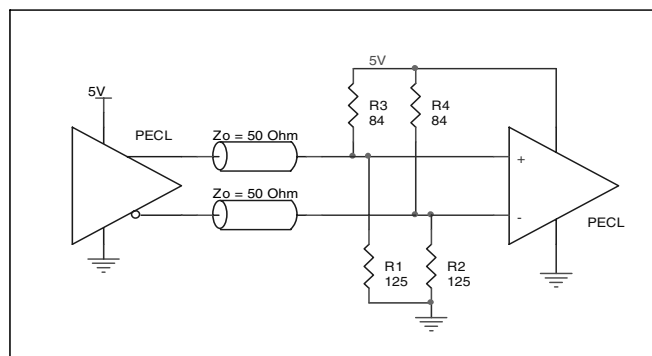 5V
5V
PECL
R3
84
R4
84
Zo = 50 Ohm
+
Zo = 50 Ohm
-
PECL
R1
125
R2
125